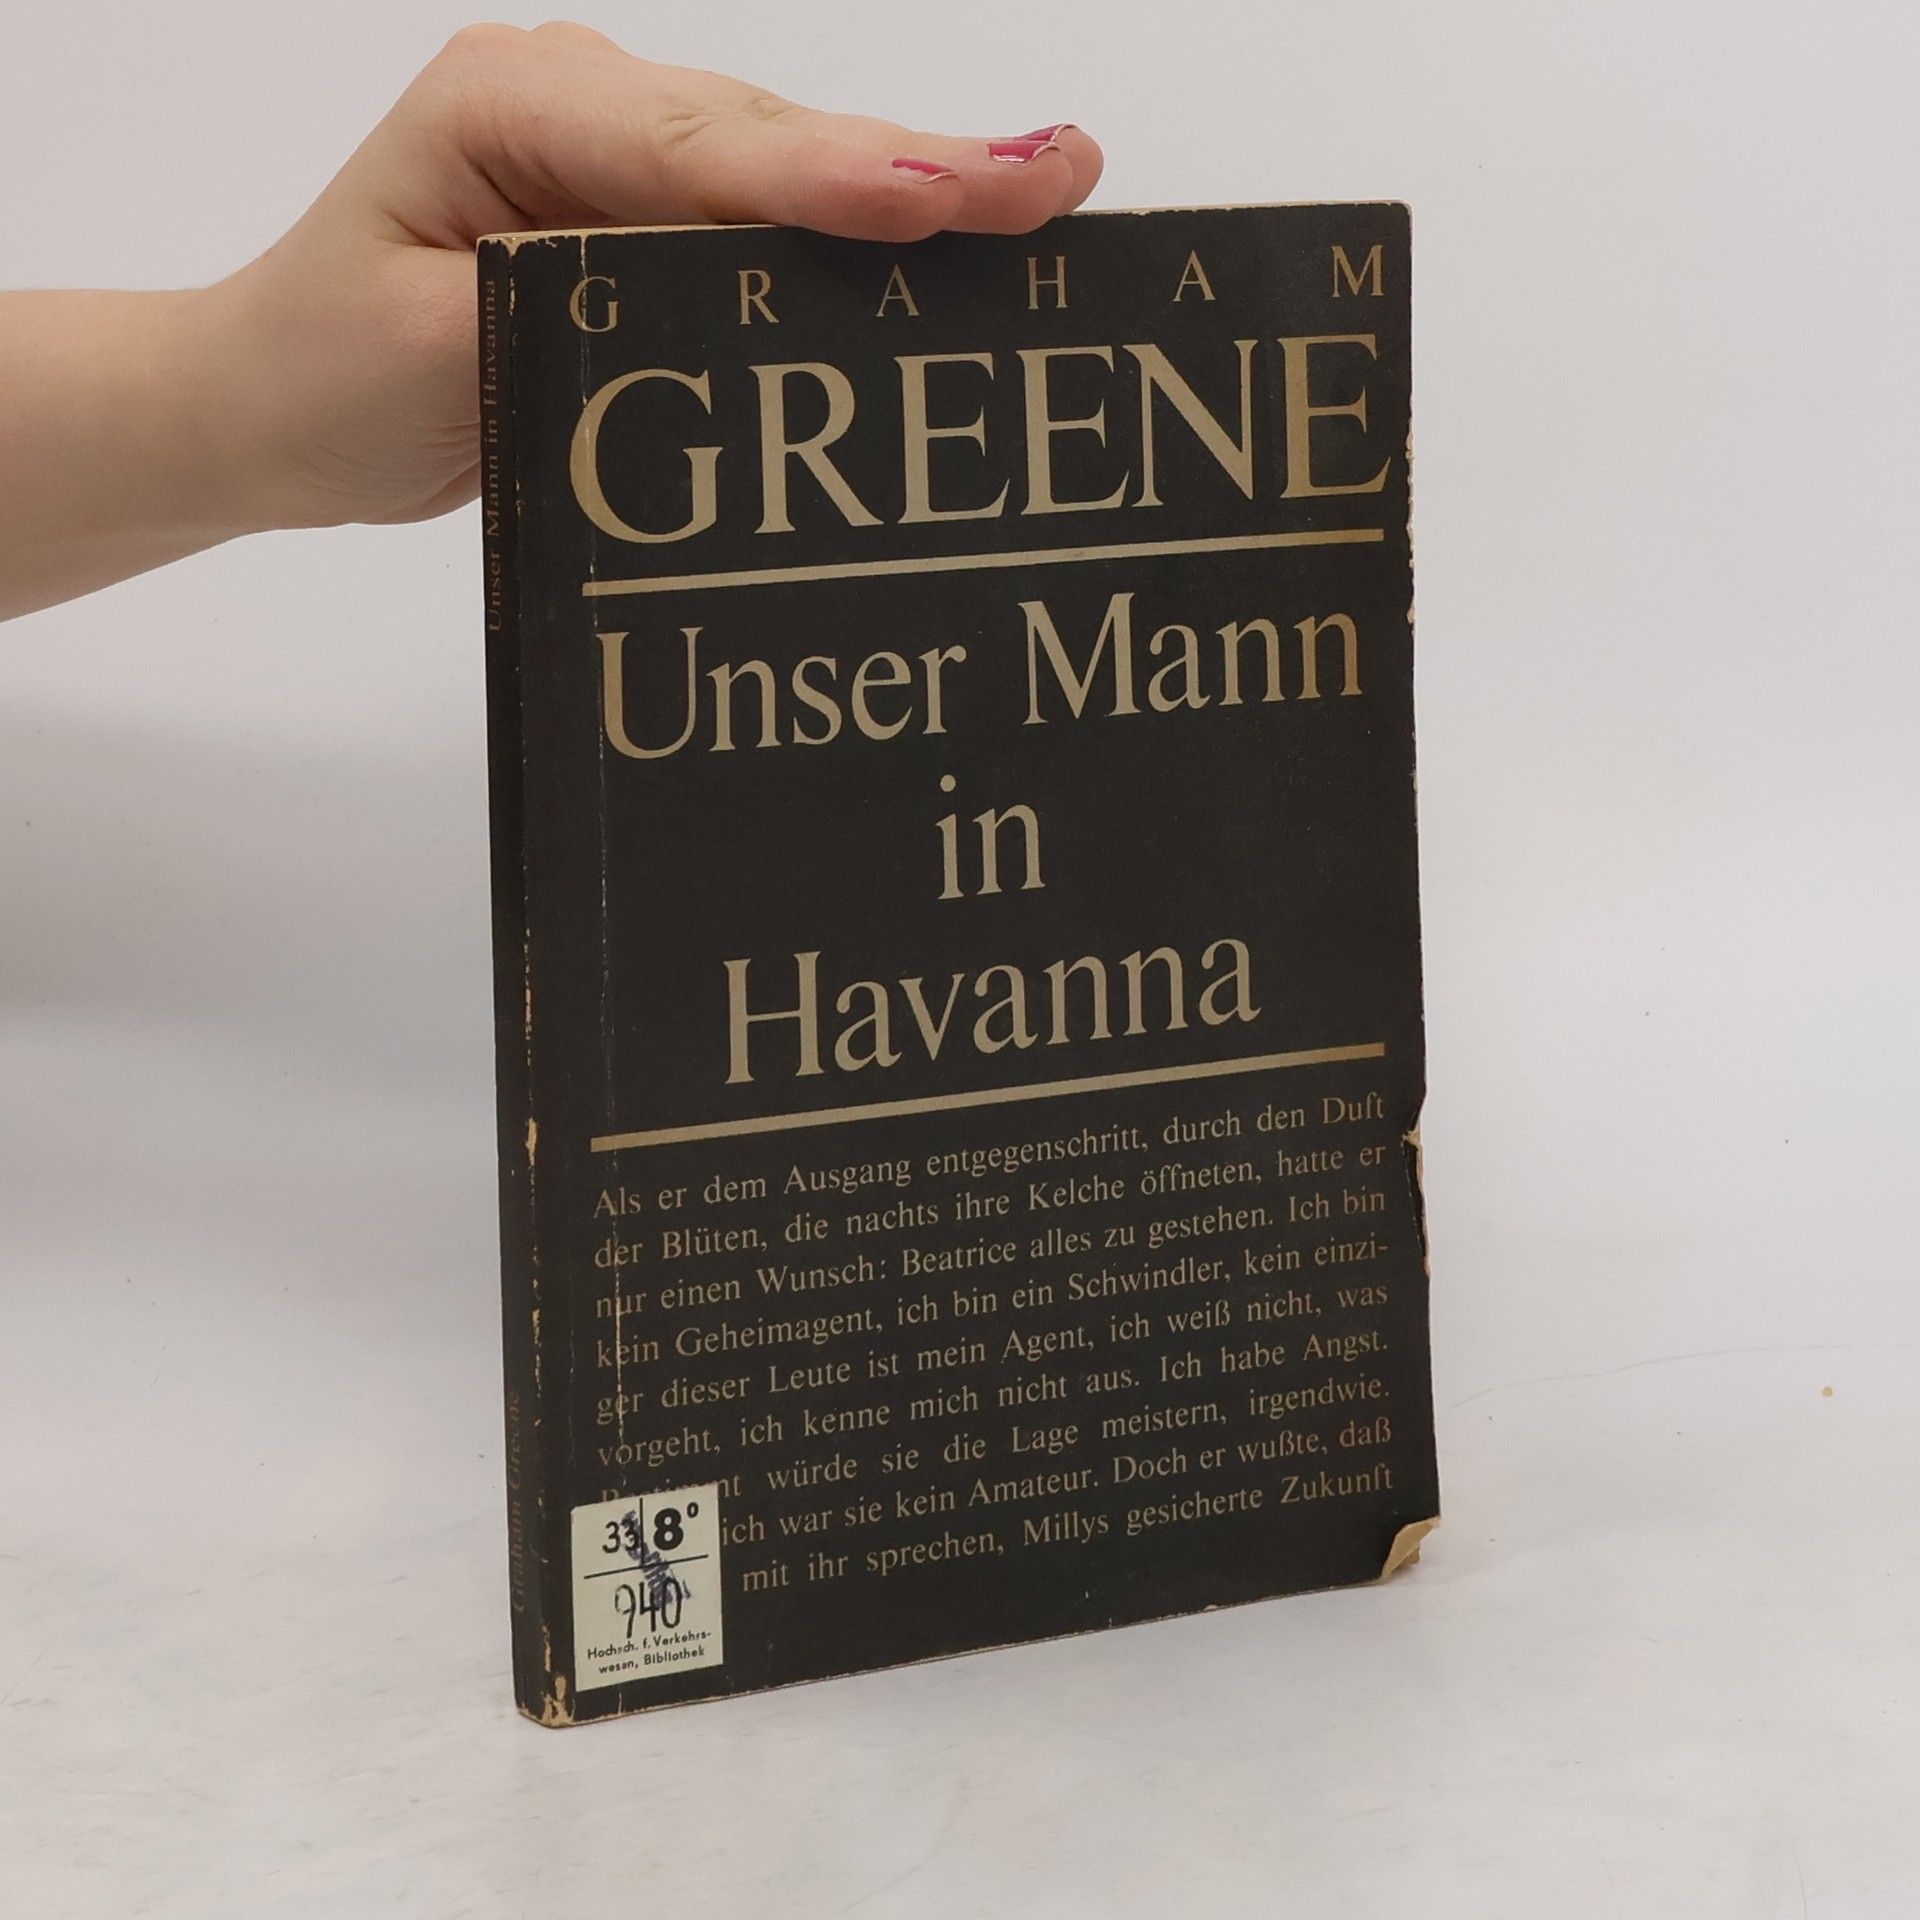 G R A H A M
GREENE
Unser Mann
in
Havanna
Als er dem Ausgang entgegenschritt, durch den Duft
der Blüten, die nachts ihre Kelche öffneten, hatte er
nur einen Wunsch: Beatrice alles zu gestehen. Ich bin
kein Geheimagent, ich bin ein Schwindler, kein einzi-
ger dieser Leute ist mein Agent, ich weiß nicht, was
vorgeht, ich kenne mich nicht aus. Ich habe Angst.
würde sie die Lage meistern, irgendwie.
ich war sie kein Amateur. Doch er wußte, daß
mit ihr sprechen, Millys gesicherte Zukunft
33 8°
940
Hochsch. f. Verkehrs-
wesen, Bibliothek
Unser Mann in Havanna
Graham Greene